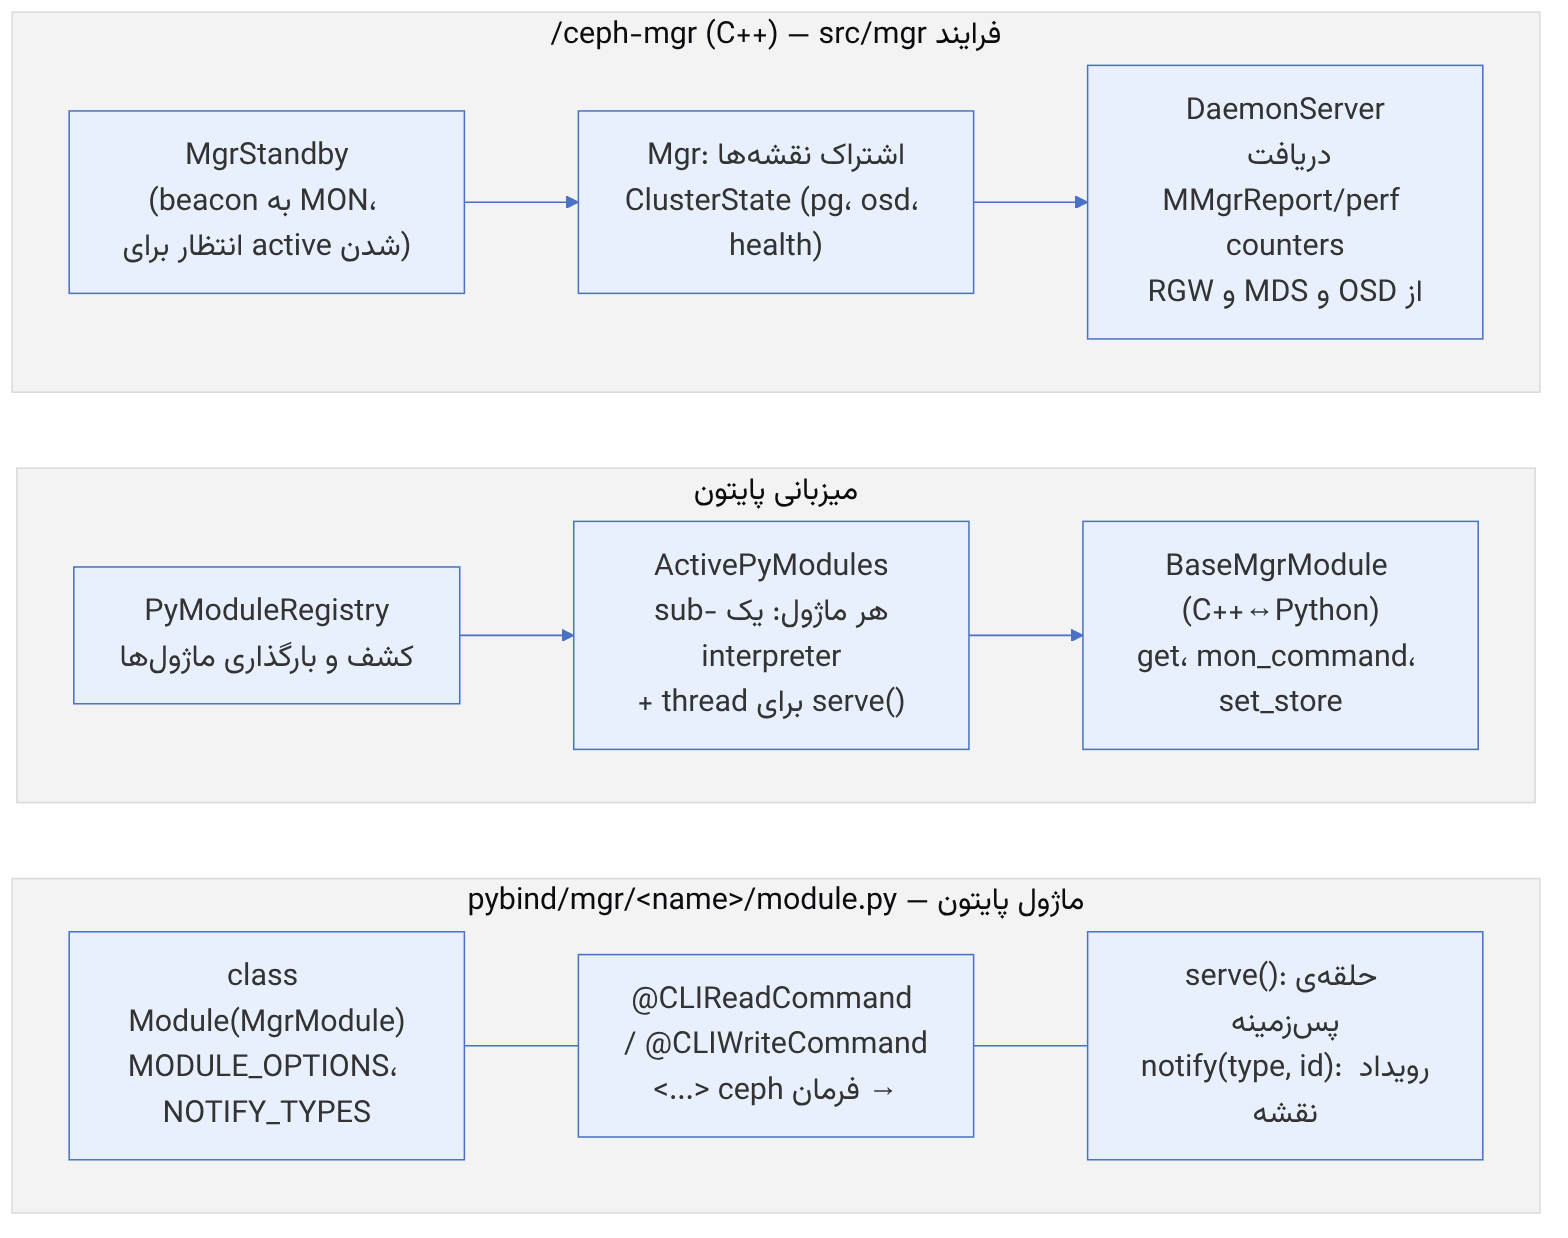 فرایند ceph-mgr (C++) — src/mgr/
MgrStandby
(beacon به MON،
انتظار برای active شدن)
Mgr: اشتراک نقشه‌ها
ClusterState (pg، osd،
health)
DaemonServer
دریافت
MMgrReport/perf
counters
از OSD و MDS و RGW
میزبانی پایتون
PyModuleRegistry
کشف و بارگذاری ماژول‌ها
ActivePyModules
هر ماژول: یک sub-
interpreter
+ thread برای serve()
BaseMgrModule
(C++↔Python)
get، mon_command،
set_store
ماژول پایتون — pybind/mgr/<name>/module.py
class
Module(MgrModule)
MODULE_OPTIONS،
NOTIFY_TYPES
@CLIReadCommand
/ @CLIWriteCommand
→ فرمان ceph <...>
serve(): حلقه‌ی
پس‌زمینه
notify(type, id): رویداد
نقشه